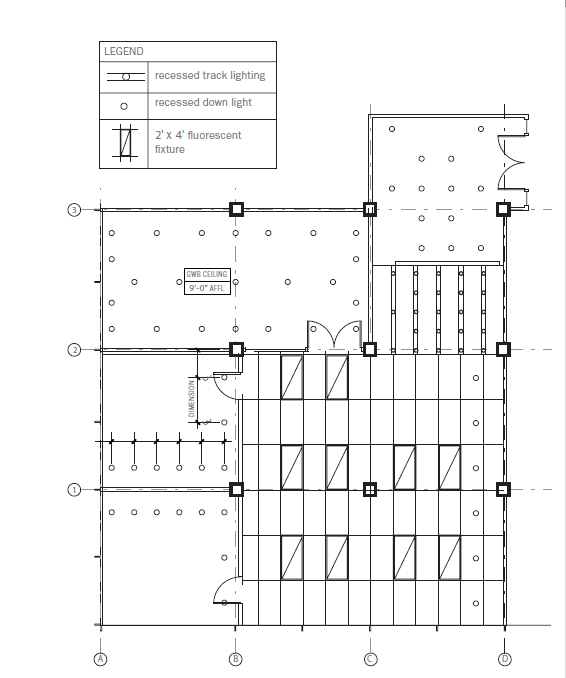 LEGEND
recessed track lighting
recessed down light
2' X 4' fluorescent
fixture
3
GWB CEILING
9'-0" AFFL
2
DIMENSION
1
A
B
C
D